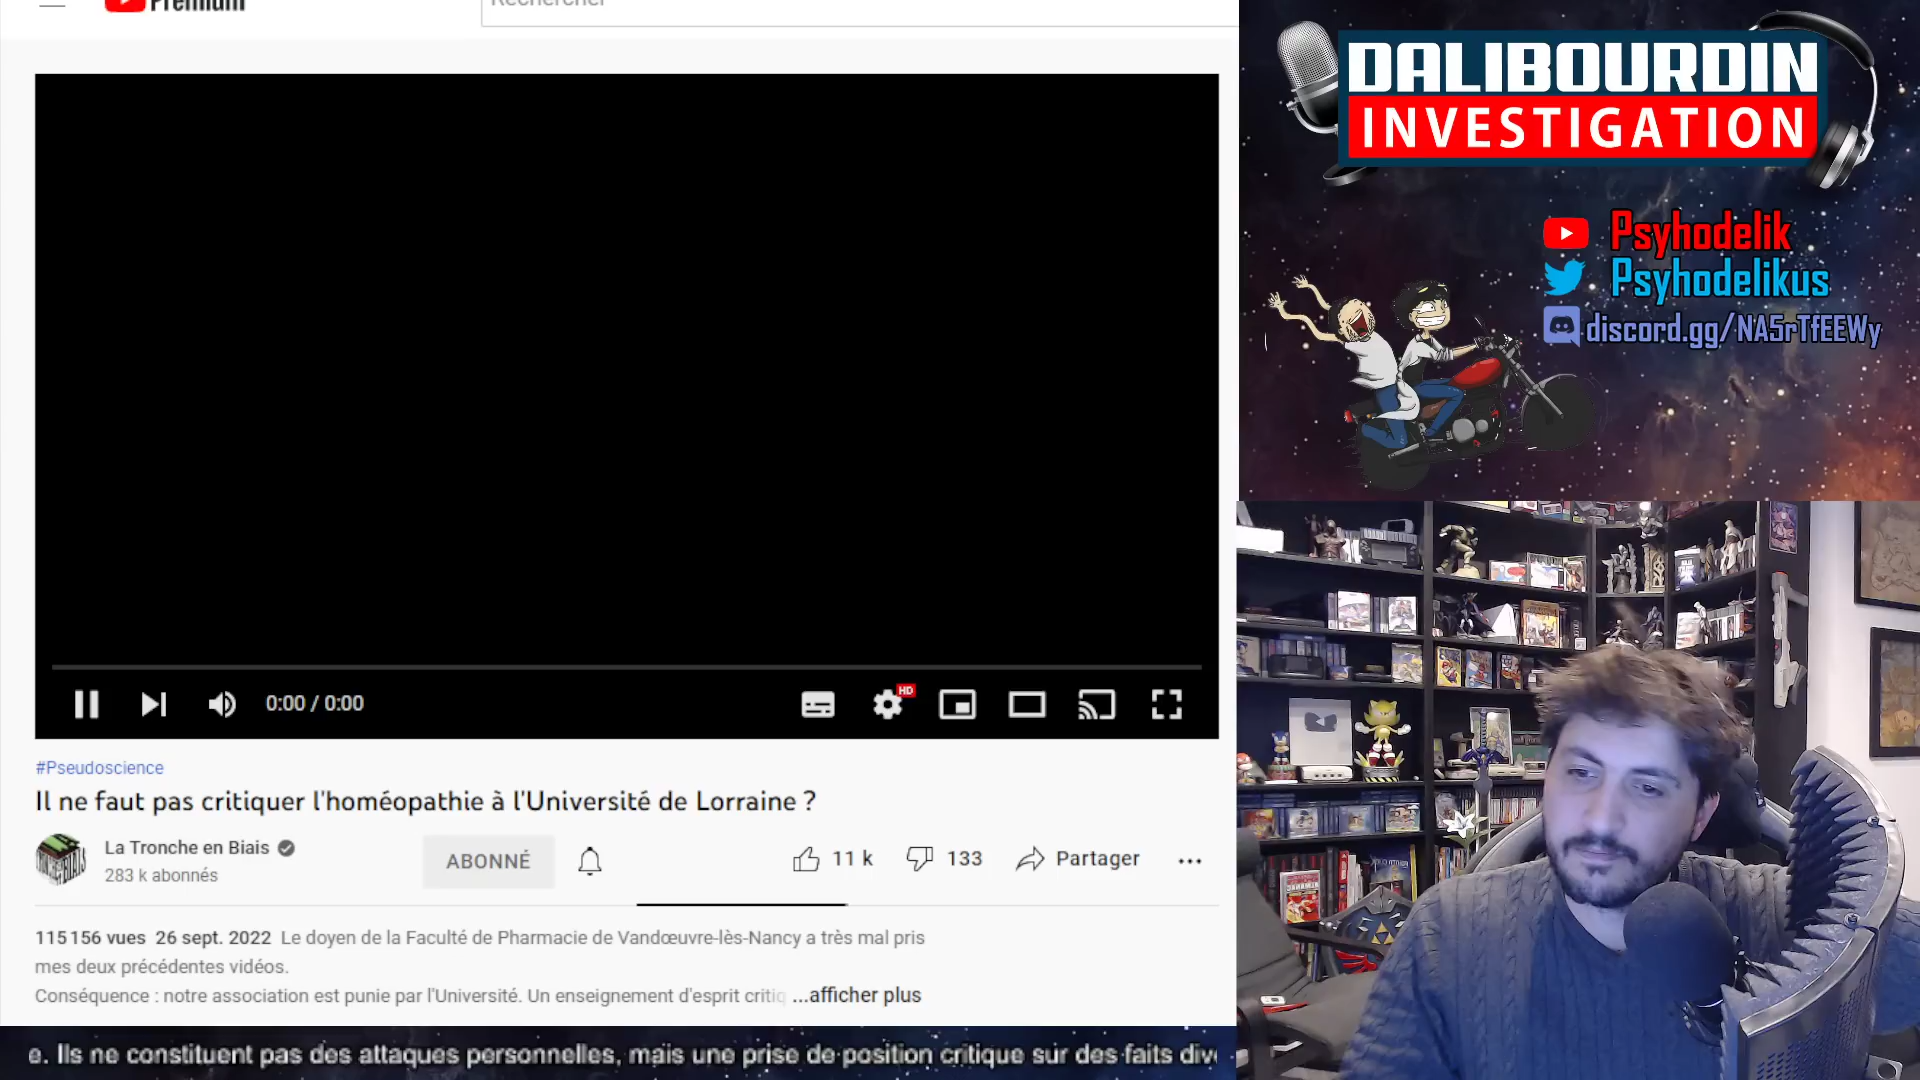 Premium
Rechercher
DALIBOURDIN
INVESTIGATION
Psyhodelik
Psyhodelikus
discord.gg/NA5rTfEEWy
0:00 / 0:00
HD
#Pseudoscience
Il ne faut pas critiquer l'homéopathie à l'Université de Lorraine ?
La Tronche en Biais
283 k abonnés
ABONNÉ
11 k
133
Partager
115 156 vues 26 sept. 2022 Le doyen de la Faculté de Pharmacie de Vandœuvre-lès-Nancy a très mal pris
mes deux précédentes vidéos.
Conséquence : notre association est punie par l'Université. Un enseignement d'esprit critiq ...afficher plus
e. Ils ne constituent pas des attaques personnelles, mais une prise de position critique sur des faits div